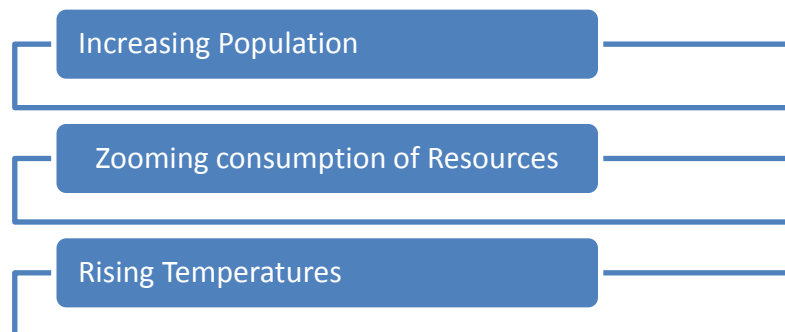 Increasing Population
Zooming consumption of Resources
Rising Temperatures